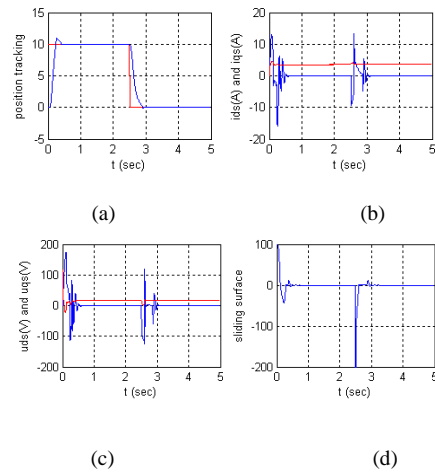 position tracking
15
10
5
0
-5
0 1 2 3 4 5
t (sec)
(a)
ids(A) and iqs(A)
20
10
0
-10
-20
0 1 2 3 4 5
t (sec)
(b)
uds(V) and uqs(V)
200
100
0
-100
-200
0 1 2 3 4 5
t (sec)
(c)
sliding surface
100
0
-100
-200
0 1 2 3 4 5
t (sec)
(d)